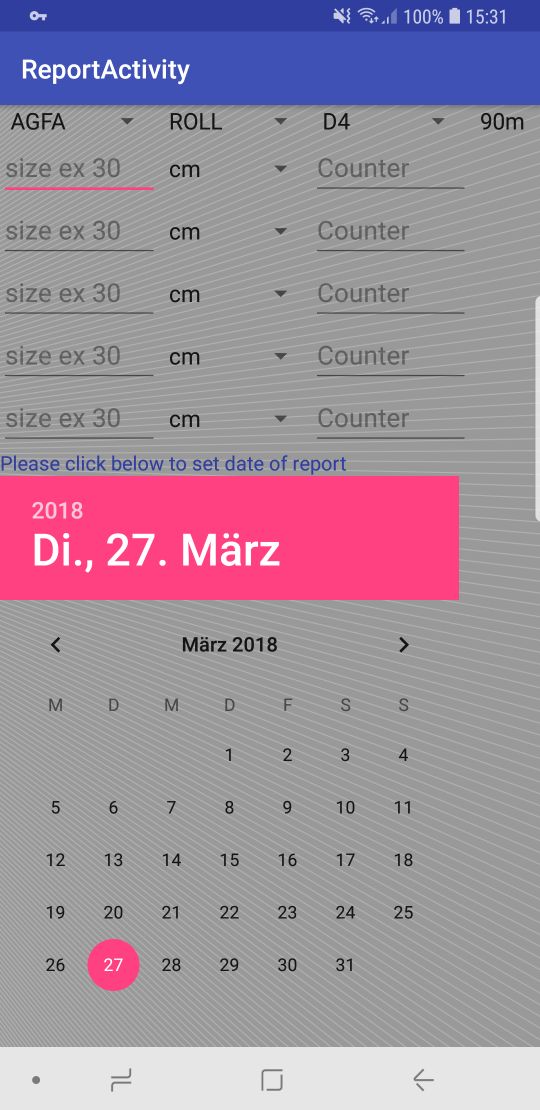 100% 15:31
ReportActivity
AGFA ROLL D4 90m
size ex 30 cm Counter
size ex 30 cm Counter
size ex 30 cm Counter
size ex 30 cm Counter
size ex 30 cm Counter
Please click below to set date of report
2018
Di., 27. März
März 2018
M D M D F S S
1 2 3 4
5 6 7 8 9 10 11
12 13 14 15 16 17 18
19 20 21 22 23 24 25
26 27 28 29 30 31